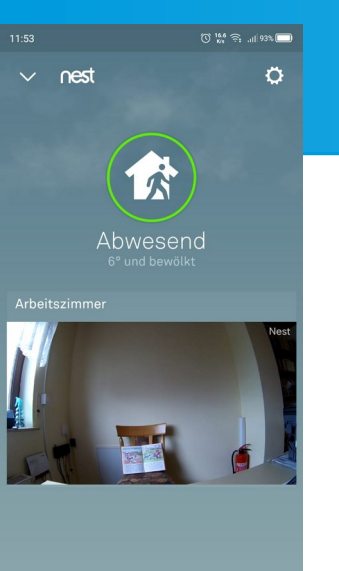 11:53
16.6
K/s
93%
nest
Abwesend
6° und bewölkt
Arbeitszimmer
Nest